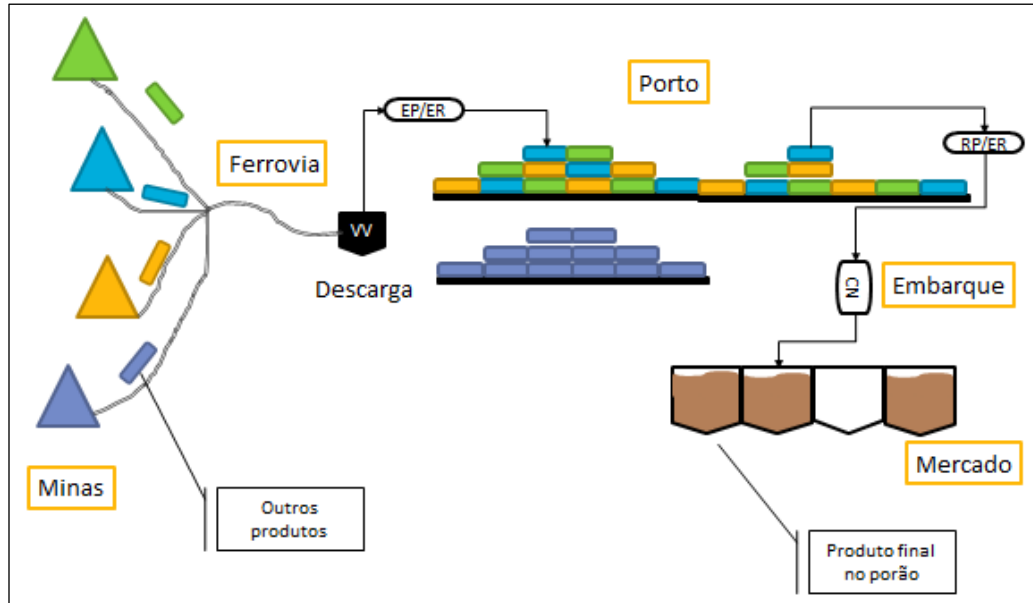 Porto
EP/ER
RP/ER
Ferrovia
VV
Descarga
CN
Embarque
Mercado
Minas
Outros
produtos
Produto final
no porão